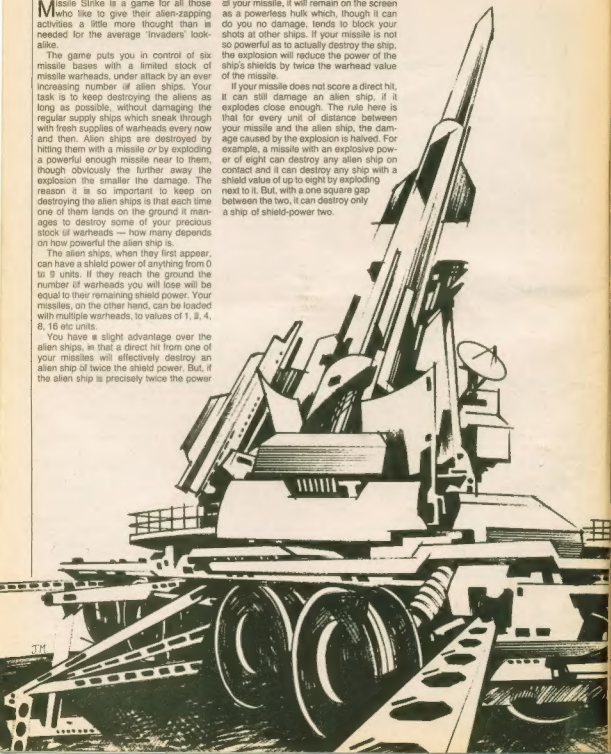 Missile Strike is a game for all those
who like to give their alien-zapping
activities a little more thought than is
needed for the average 'Invaders' look-
alike.
The game puts you in control of six
missile bases with a limited stock of
missile warheads, under attack by an ever
increasing number of alien ships. Your
task is to keep destroying the aliens as
long as possible, without damaging the
regular supply ships which sneak through
with fresh supplies of warheads every now
and then. Alien ships are destroyed by
hitting them with a missile or by exploding
a powerful enough missile near to them,
though obviously the further away the
explosion the smaller the damage. The
reason it is so important to keep on
destroying the alien ships is that each time
one of them lands on the ground it man-
ages to destroy some of your precious
stock of warheads — how many depends
on how powerful the alien ship is.
The alien ships, when they first appear,
can have a shield power of anything from 0
to 9 units. If they reach the ground the
number of warheads you will lose will be
equal to their remaining shield power. Your
missiles, on the other hand, can be loaded
with multiple warheads, to values of 1, 2, 4,
8, 16 etc units.
You have a slight advantage over the
alien ships, in that a direct hit from one of
your missiles will effectively destroy an
alien ship of twice the shield power. But, if
the alien ship is precisely twice the power
of your missile, it will remain on the screen
as a powerless hulk which, though it can
do you no damage, tends to block your
shots at other ships. If your missile is not
so powerful as to actually destroy the ship,
the explosion will reduce the power of the
ship's shields by twice the warhead value
of the missile.
If your missile does not score a direct hit,
it can still damage an alien ship, if it
explodes close enough. The rule here is
that for every unit of distance between
your missile and the alien ship, the dam-
age caused by the explosion is halved. For
example, a missile with an explosive pow-
er of eight can destroy any alien ship on
contact and it can destroy any ship with a
shield value of up to eight by exploding
next to it. But, with a one square gap
between the two, it can destroy only
a ship of shield-power two.
J.M